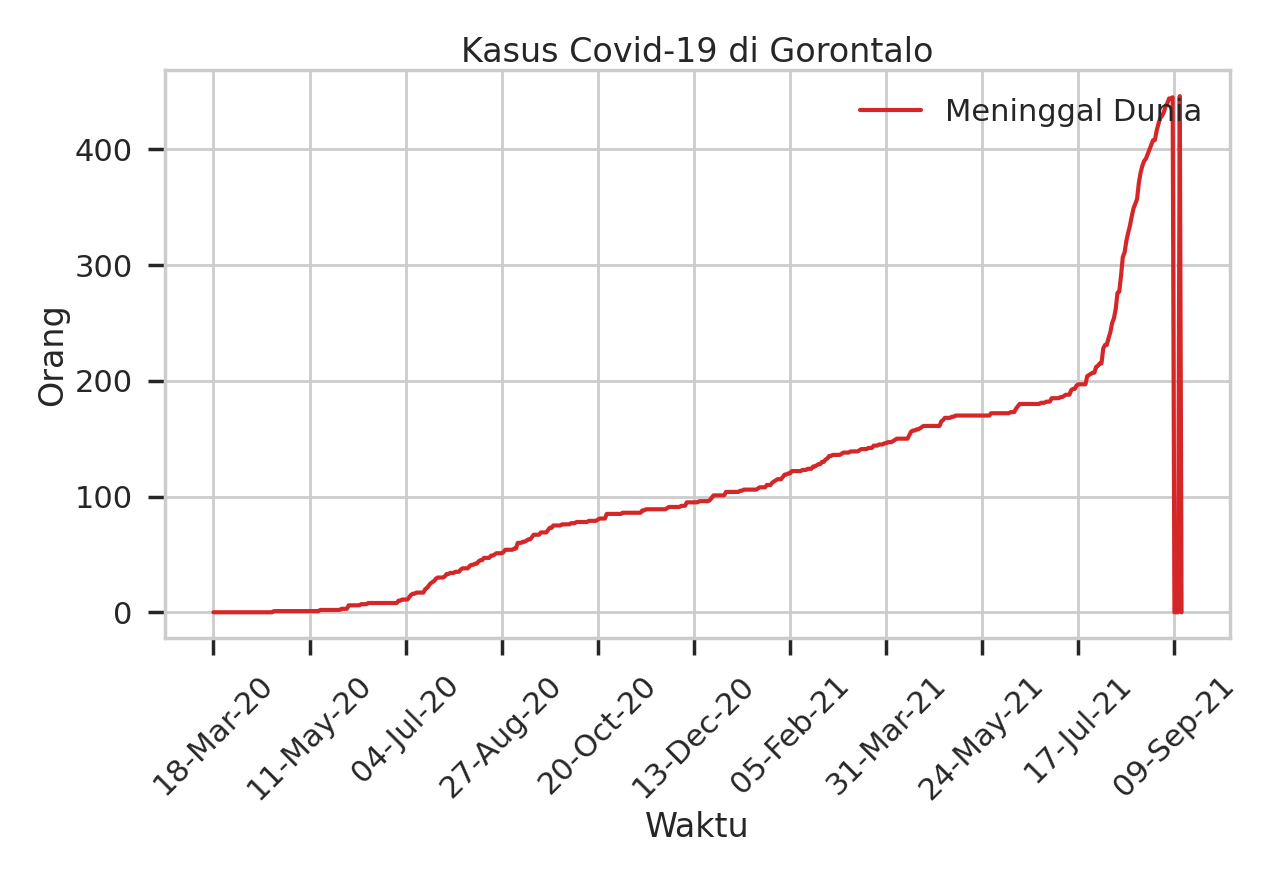 Kasus Covid-19 di Gorontalo
Meninggal Dunia
Orang
400
300
200
100
0
18-Mar-20
11-May-20
04-Jul-20
27-Aug-20
20-Oct-20
13-Dec-20
05-Feb-21
31-Mar-21
24-May-21
17-Jul-21
09-Sep-21
Waktu